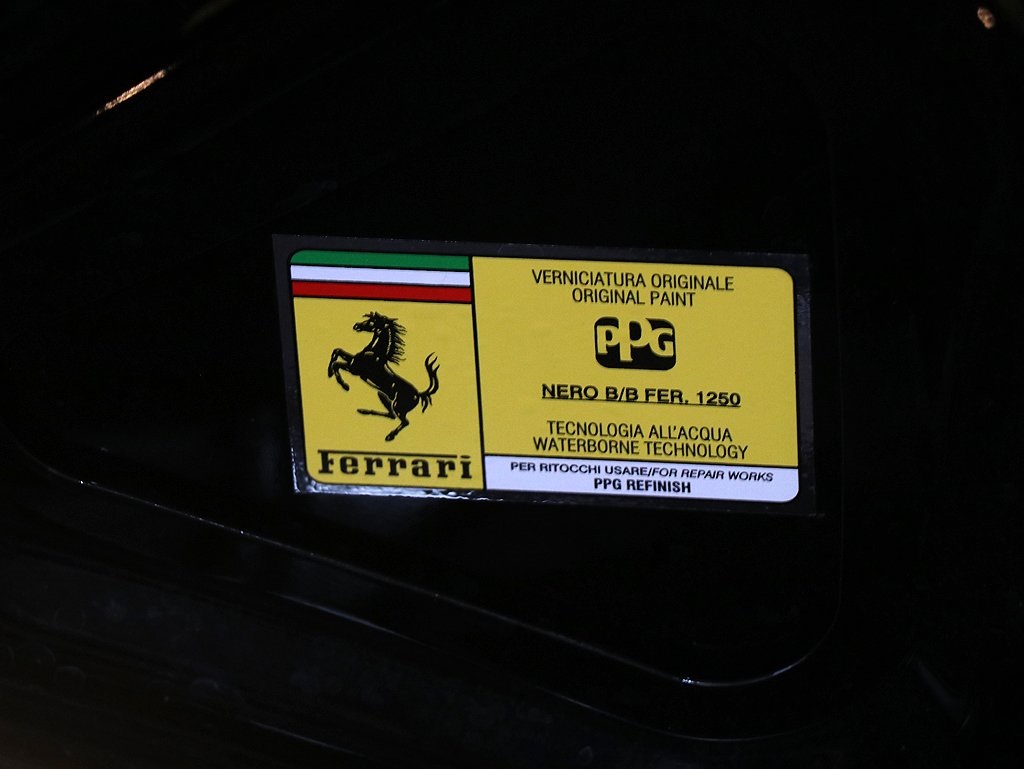 Ferrari
VERNICIATURA ORIGINALE
ORIGINAL PAINT
PPG
NERO B/B FER. 1250
TECNOLOGIA ALL'ACQUA
WATERBORNE TECHNOLOGY
PER RITOCCHI USARE/FOR REPAIR WORKS
PPG REFINISH